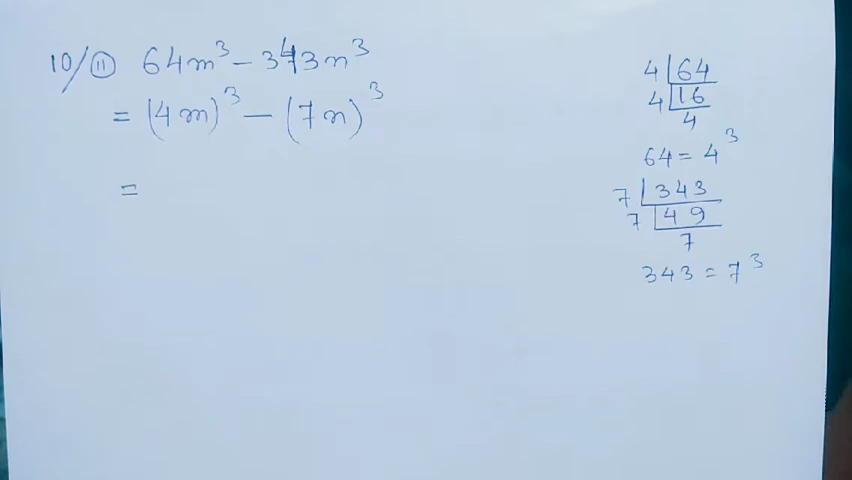 10/⑪ 64m³ – 343n³
= (4m)³ – (7n)³
=
4 | 64
4 | 16
4
64 = 4³
7 | 343
7 | 49
7
343 = 7³